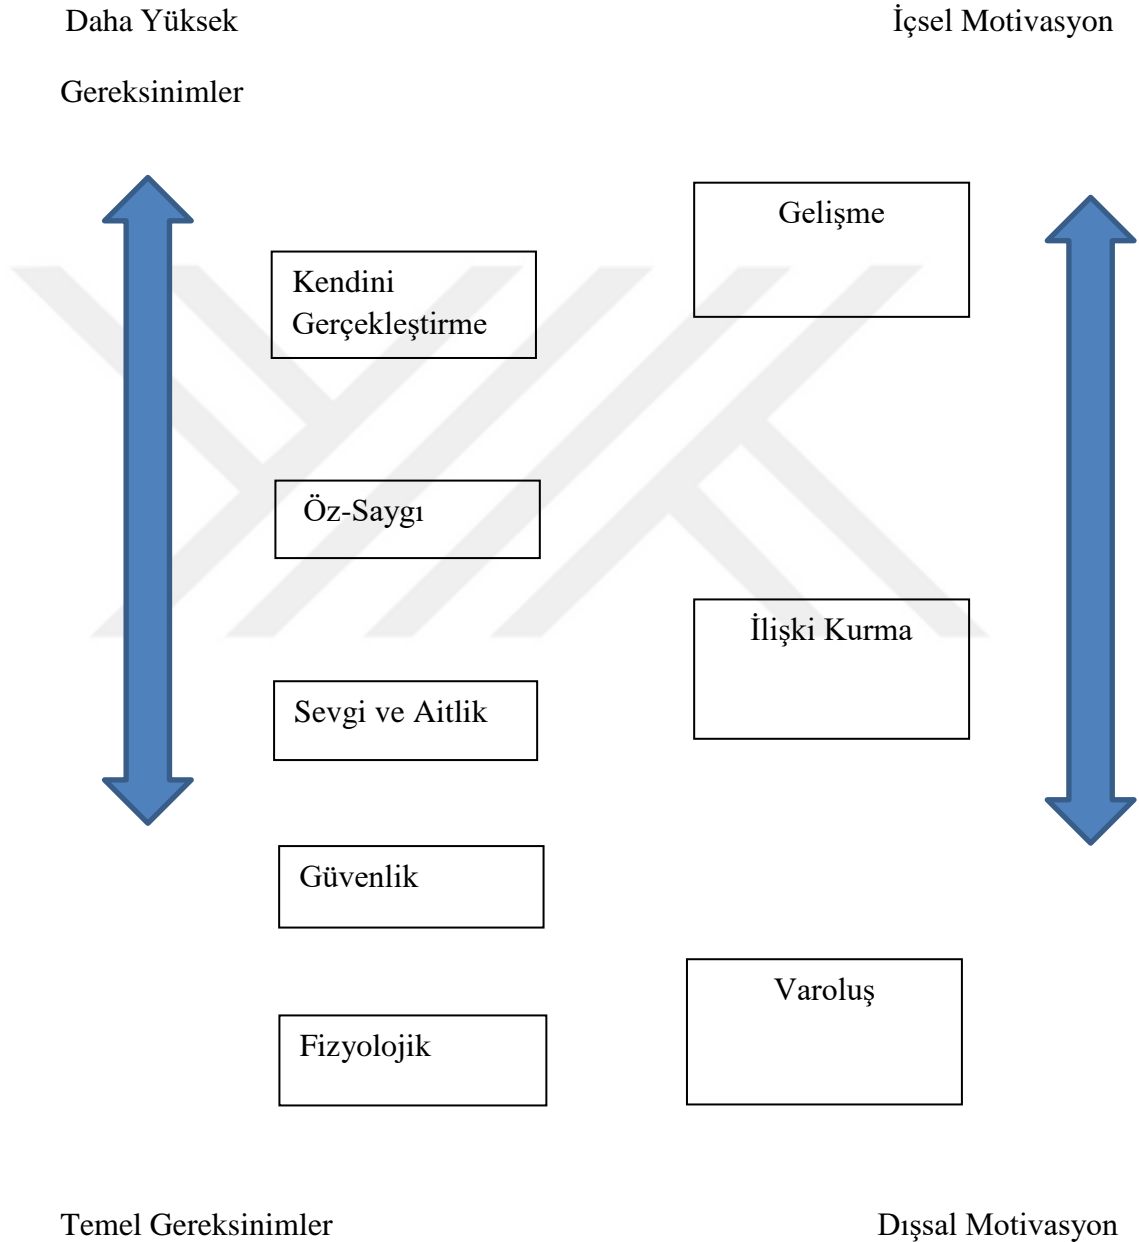 Daha Yüksek
Gereksinimler
İçsel Motivasyon
Gelişme
Kendini
Gerçekleştirme
Öz-Saygı
İlişki Kurma
Sevgi ve Aitlik
Güvenlik
Varoluş
Fizyolojik
Temel Gereksinimler
Dışsal Motivasyon